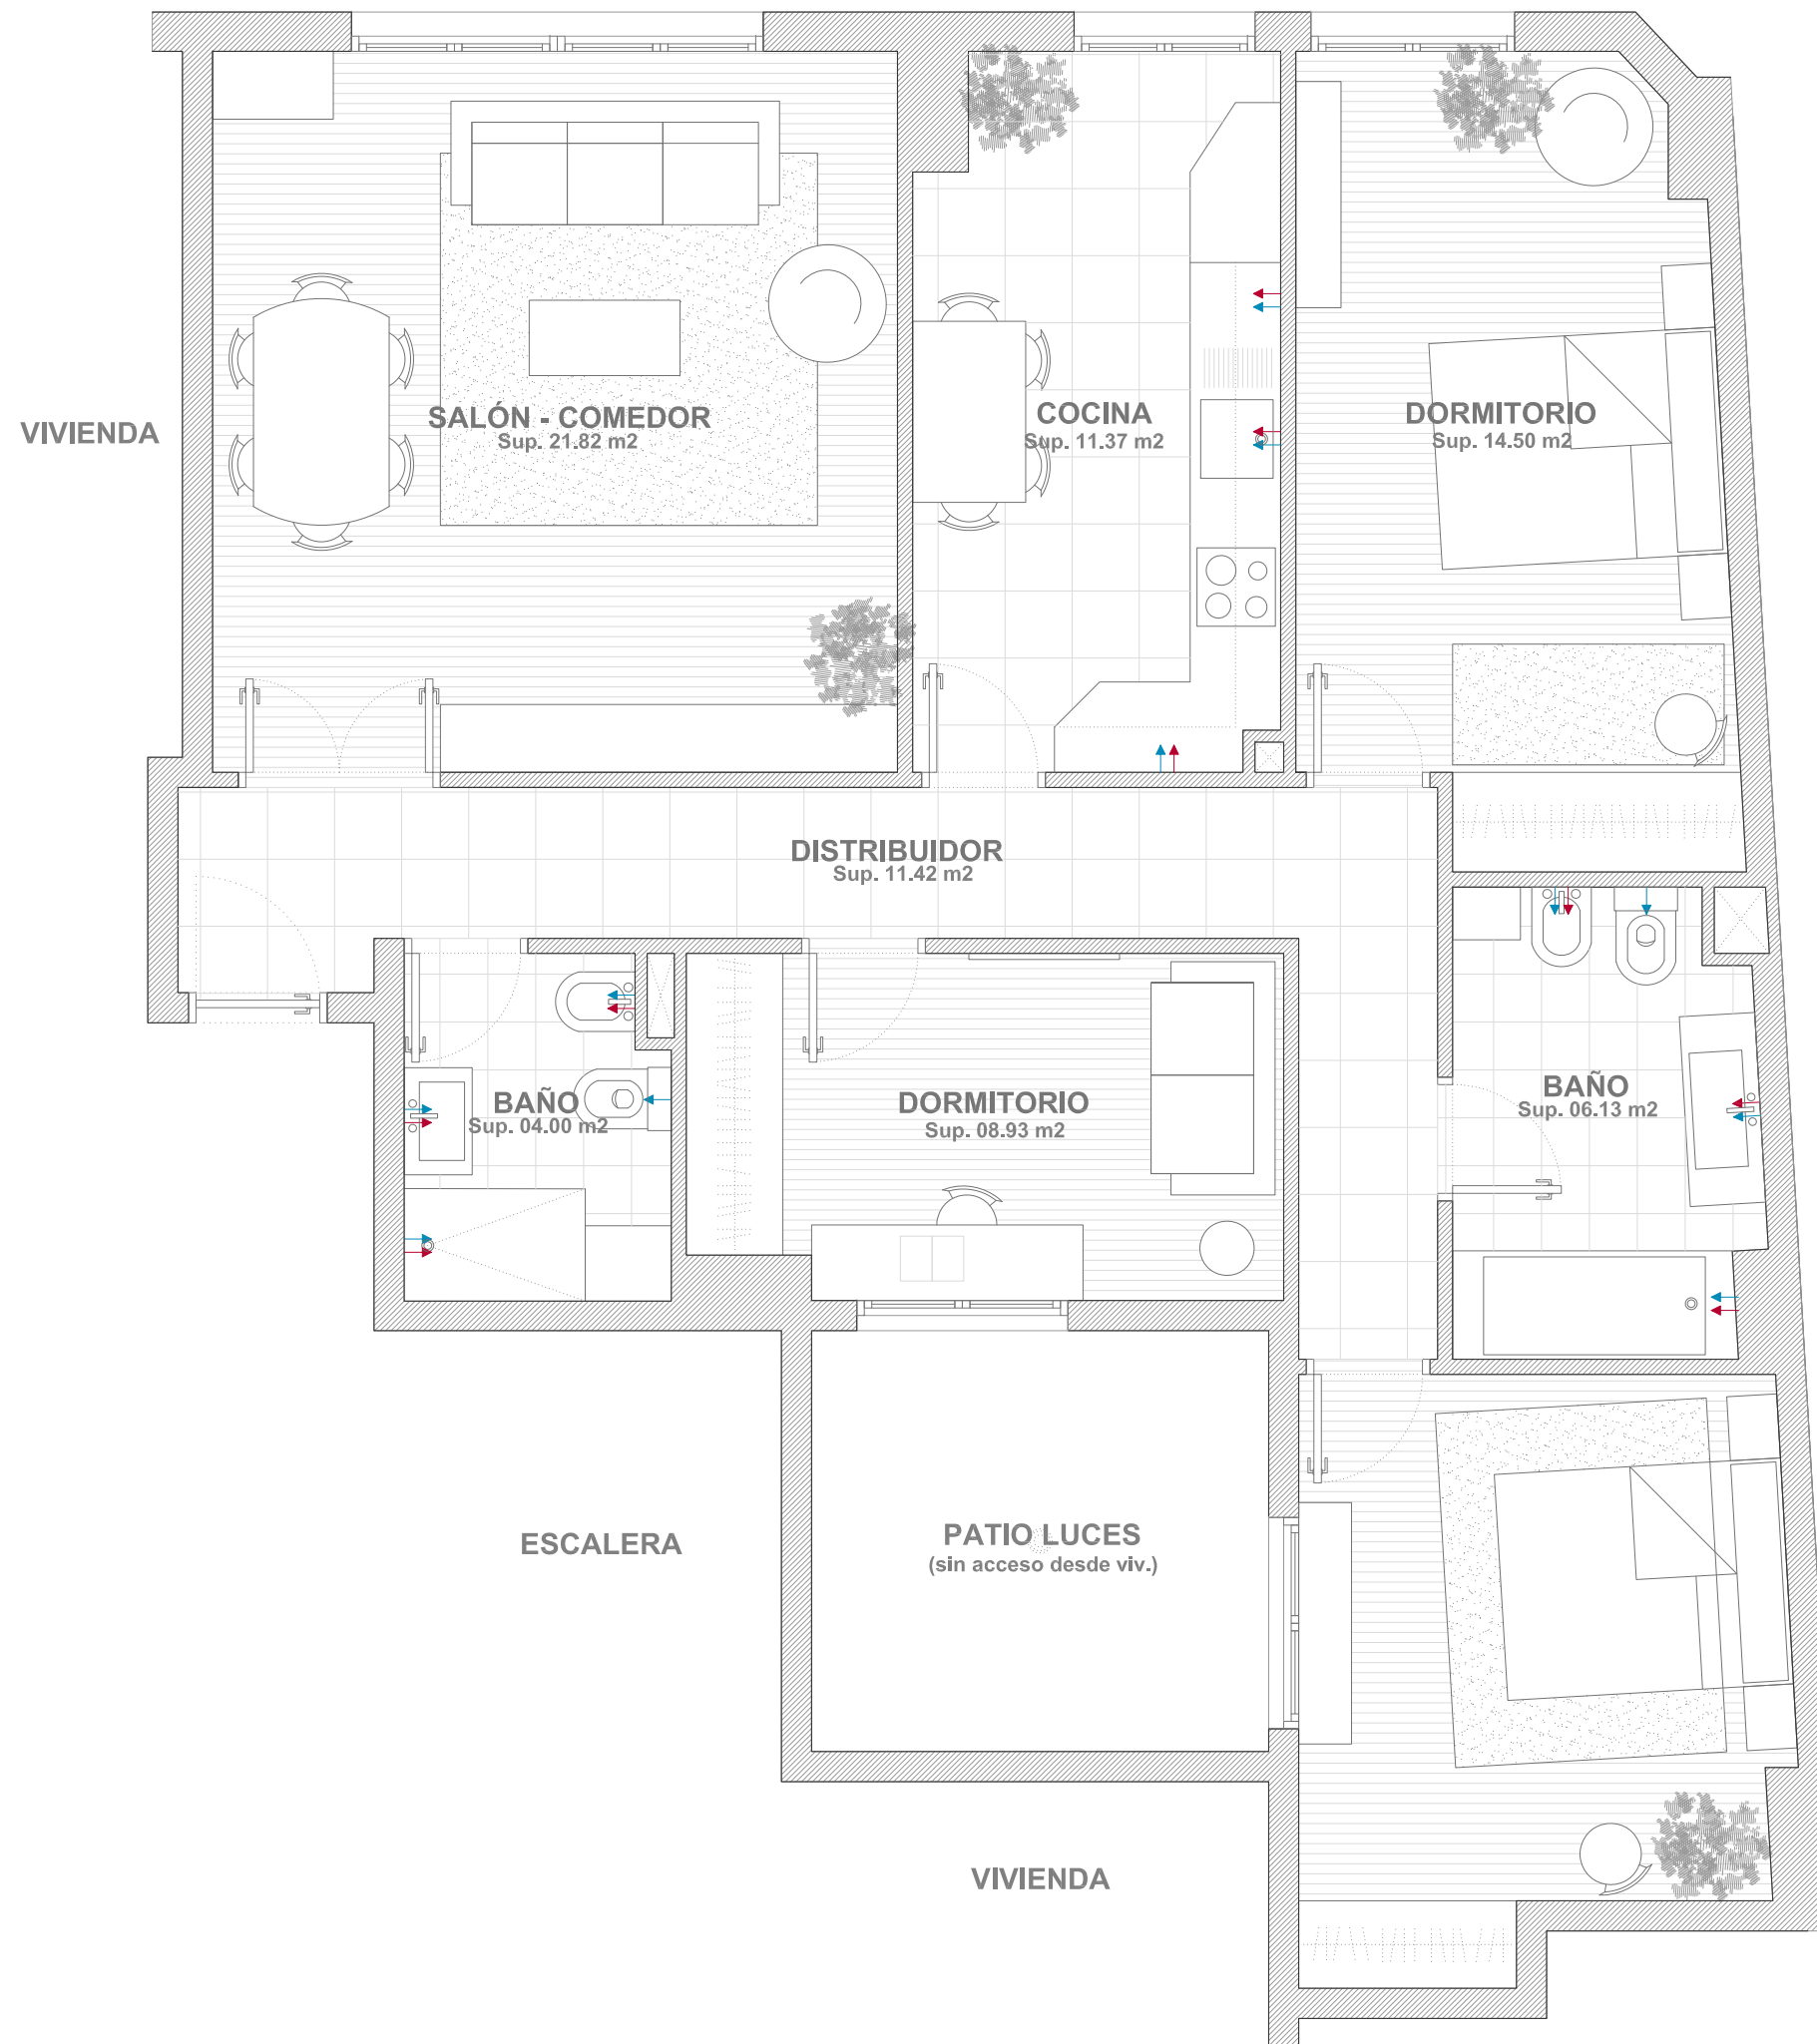 VIVIENDA
SALÓN - COMEDOR
Sup. 21.82 m2
COCINA
Sup. 11.37 m2
DORMITORIO
Sup. 14.50 m2
DISTRIBUIDOR
Sup. 11.42 m2
BAÑO
Sup. 04.00 m2
DORMITORIO
Sup. 08.93 m2
BAÑO
Sup. 06.13 m2
ESCALERA
PATIO LUCES
(sin acceso desde viv.)
VIVIENDA